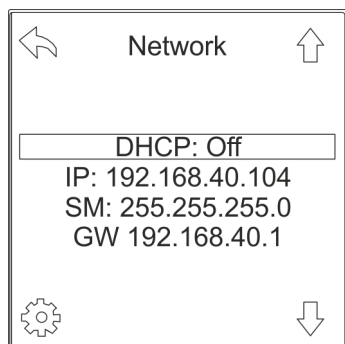 Network
DHCP: Off
IP: 192.168.40.104
SM: 255.255.255.0
GW 192.168.40.1